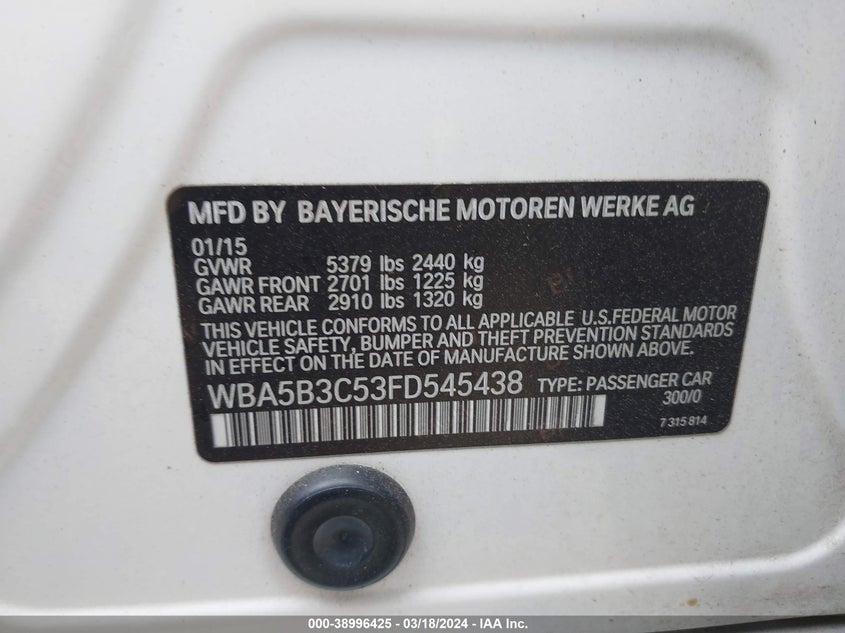 MFD BY BAYERISCHE MOTOREN WERKE AG
01/15
GVWR 5379 lbs 2440 kg
GAWR FRONT 2701 lbs 1225 kg
GAWR REAR 2910 lbs 1320 kg
THIS VEHICLE CONFORMS TO ALL APPLICABLE U.S.FEDERAL MOTOR
VEHICLE SAFETY, BUMPER AND THEFT PREVENTION STANDARDS
IN EFFECT ON THE DATE OF MANUFACTURE SHOWN ABOVE.
WBA5B3C53FD545438 TYPE: PASSENGER CAR
300/0
7 315 814
000-38996425 - 03/18/2024 - IAA Inc.